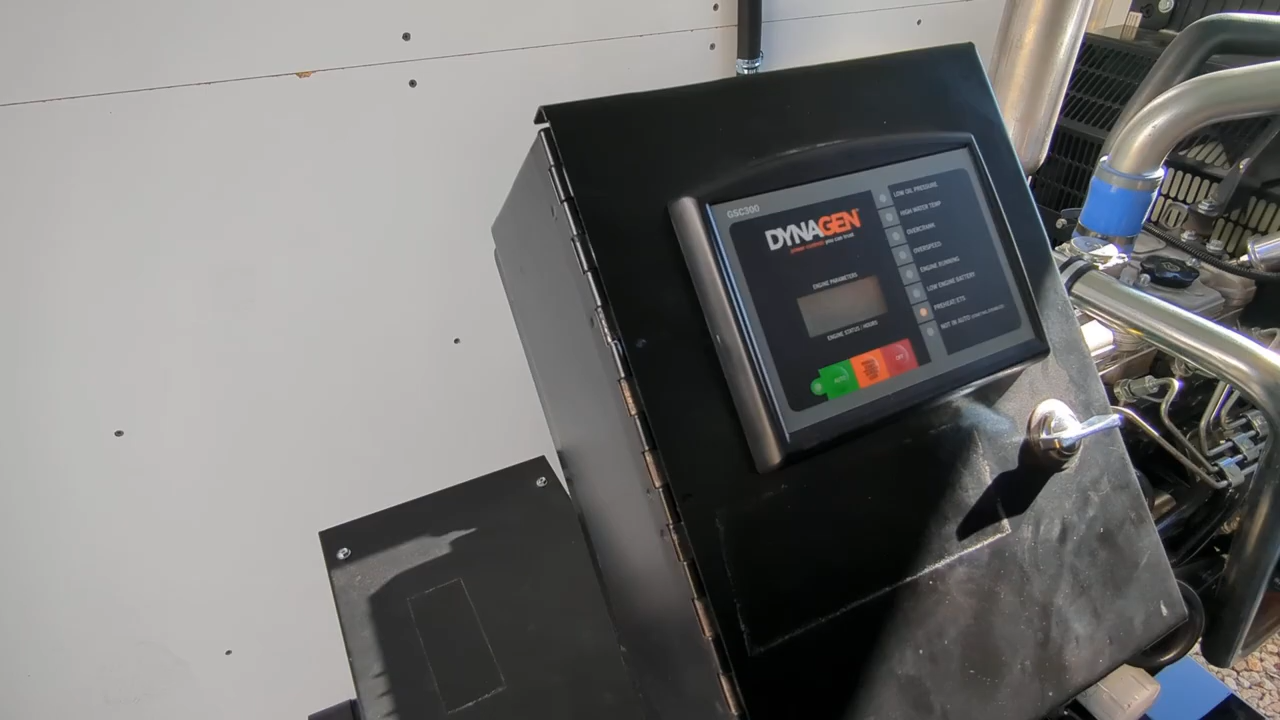 GSC300
DYNAGEN
power controls you can trust
ENGINE PARAMETERS
ENGINE STATUS / HOURS
AUTO
OFF
LOW OIL PRESSURE
HIGH WATER TEMP
OVERCRANK
OVERSPEED
ENGINE RUNNING
LOW ENGINE BATTERY
PREHEAT/ETS
NOT IN AUTO